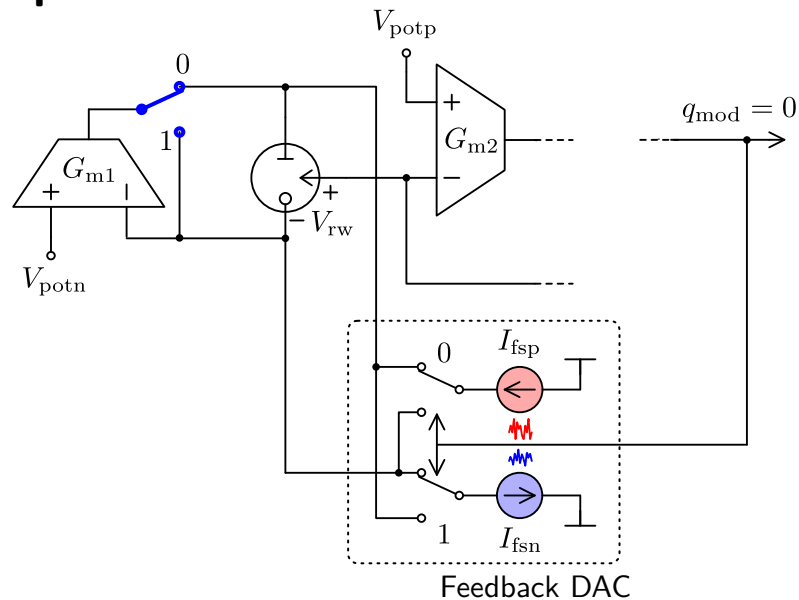 V_potp
0
q_mod = 0
1
G_m1
G_m2
+
−
+
−
+
− V_rw
V_potn
I_fsp
0
1
I_fsn
Feedback DAC